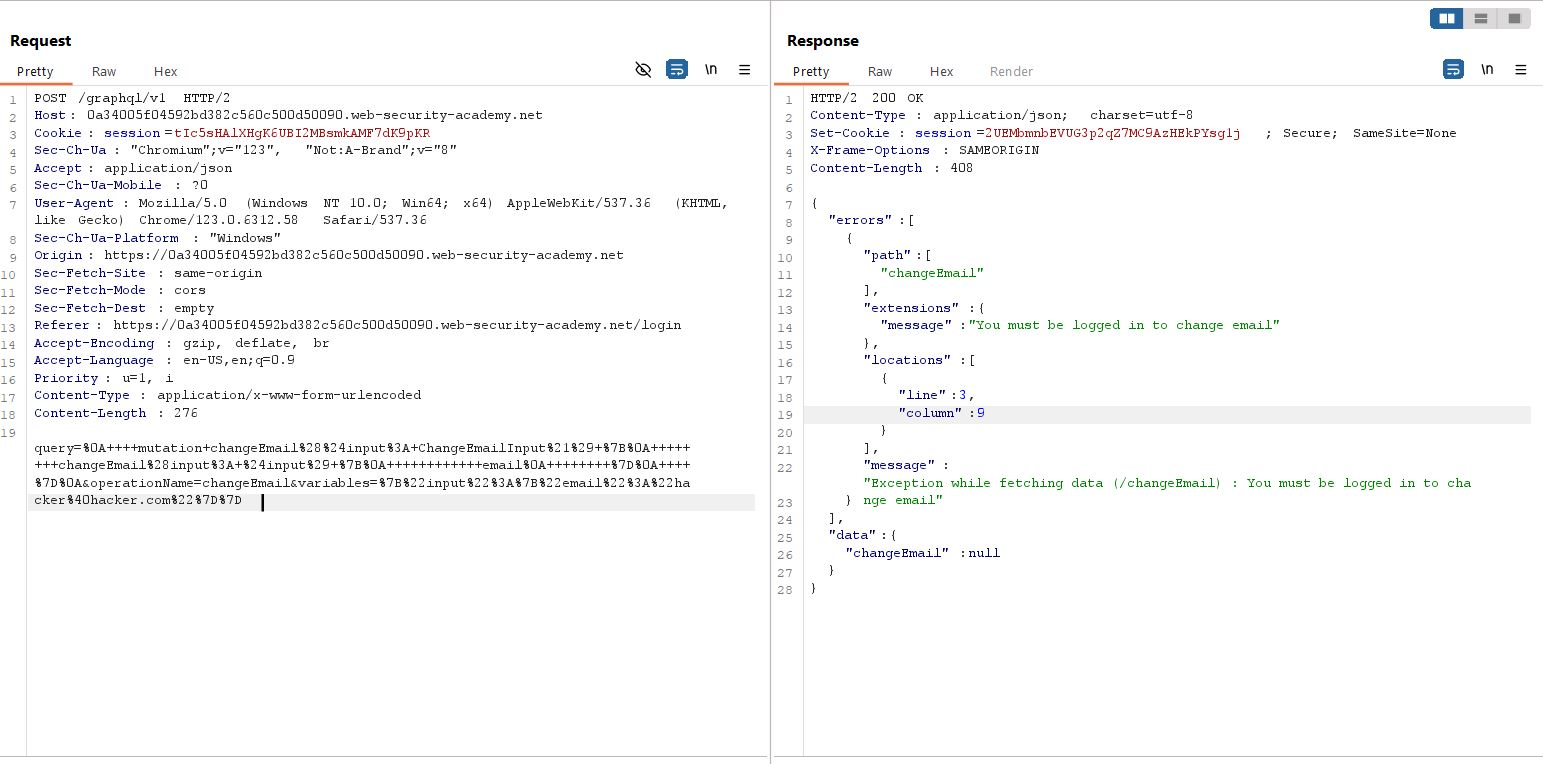 Request
Pretty Raw Hex
\n
1 POST /graphql/v1 HTTP/2
2 Host: 0a34005f04592bd382c560c500d50090.web-security-academy.net
3 Cookie: session=tIc5sHAlXHgK6UBI2MBsmkAMF7dK9pKR
4 Sec-Ch-Ua: "Chromium";v="123", "Not:A-Brand";v="8"
5 Accept: application/json
6 Sec-Ch-Ua-Mobile: ?0
7 User-Agent: Mozilla/5.0 (Windows NT 10.0; Win64; x64) AppleWebKit/537.36 (KHTML,
like Gecko) Chrome/123.0.6312.58 Safari/537.36
8 Sec-Ch-Ua-Platform: "Windows"
9 Origin: https://0a34005f04592bd382c560c500d50090.web-security-academy.net
10 Sec-Fetch-Site: same-origin
11 Sec-Fetch-Mode: cors
12 Sec-Fetch-Dest: empty
13 Referer: https://0a34005f04592bd382c560c500d50090.web-security-academy.net/login
14 Accept-Encoding: gzip, deflate, br
15 Accept-Language: en-US,en;q=0.9
16 Priority: u=1, i
17 Content-Type: application/x-www-form-urlencoded
18 Content-Length: 276
19
query=%0A++++mutation+changeEmail%28%24input%3A+ChangeEmailInput%21%29+%7B%0A+++++
+++changeEmail%28input%3A+%24input%29+%7B%0A++++++++++++email%0A++++++++%7D%0A++++
%7D%0A&operationName=changeEmail&variables=%7B%22input%22%3A%7B%22email%22%3A%22ha
cker%40hacker.com%22%7D%7D
Response
Pretty Raw Hex Render
\n
1 HTTP/2 200 OK
2 Content-Type: application/json; charset=utf-8
3 Set-Cookie: session=2UEMbmnbEVUG3p2qZ7MC9AzHEkPYsg1j; Secure; SameSite=None
4 X-Frame-Options: SAMEORIGIN
5 Content-Length: 408
6
7 {
8 "errors":[
9 {
10 "path":[
11 "changeEmail"
12 ],
13 "extensions":{
14 "message":"You must be logged in to change email"
15 },
16 "locations":[
17 {
18 "line":3,
19 "column":9
20 }
21 ],
22 "message":
"Exception while fetching data (/changeEmail) : You must be logged in to cha
23 } nge email"
24 ],
25 "data":{
26 "changeEmail":null
27 }
28 }